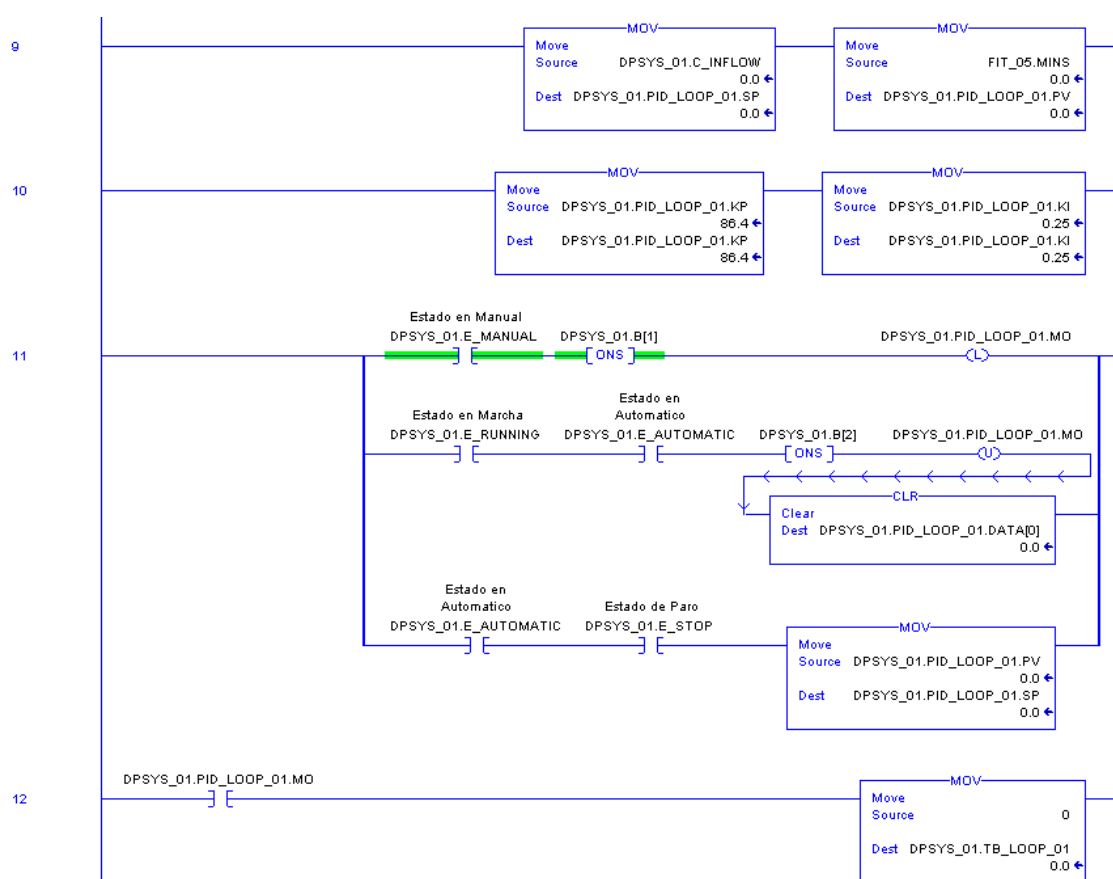 9
MOV
Move
Source DPSYS_01.C_INFLOW
0.0
Dest DPSYS_01.PID_LOOP_01.SP
0.0
MOV
Move
Source FIT_05.MINS
0.0
Dest DPSYS_01.PID_LOOP_01.PV
0.0
10
MOV
Move
Source DPSYS_01.PID_LOOP_01.KP
86.4
Dest DPSYS_01.PID_LOOP_01.KP
86.4
MOV
Move
Source DPSYS_01.PID_LOOP_01.KI
0.25
Dest DPSYS_01.PID_LOOP_01.KI
0.25
11
Estado en Manual
DPSYS_01.E_MANUAL
DPSYS_01.B[1]
ONS
DPSYS_01.PID_LOOP_01.MO
L
Estado en Marcha
DPSYS_01.E_RUNNING
Estado en
Automatico
DPSYS_01.E_AUTOMATIC
DPSYS_01.B[2]
ONS
DPSYS_01.PID_LOOP_01.MO
U
CLR
Clear
Dest DPSYS_01.PID_LOOP_01.DATA[0]
0.0
Estado en
Automatico
DPSYS_01.E_AUTOMATIC
Estado de Paro
DPSYS_01.E_STOP
MOV
Move
Source DPSYS_01.PID_LOOP_01.PV
0.0
Dest DPSYS_01.PID_LOOP_01.SP
0.0
12
DPSYS_01.PID_LOOP_01.MO
MOV
Move
Source 0
Dest DPSYS_01.TB_LOOP_01
0.0